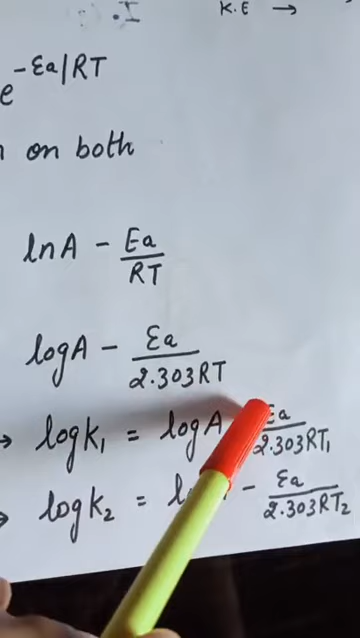 .I K.E →
e^-Ea/RT
on both
lnA - Ea/RT
logA - Ea/2.303RT
→ logk₁ = logA Ea/2.303RT₁
→ logk₂ = - Ea/2.303RT₂